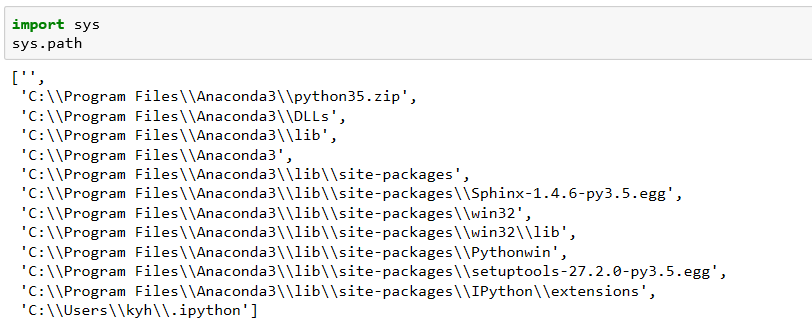 import sys
sys.path
['',
'C:\\Program Files\\Anaconda3\\python35.zip',
'C:\\Program Files\\Anaconda3\\DLLs',
'C:\\Program Files\\Anaconda3\\lib',
'C:\\Program Files\\Anaconda3',
'C:\\Program Files\\Anaconda3\\lib\\site-packages',
'C:\\Program Files\\Anaconda3\\lib\\site-packages\\Sphinx-1.4.6-py3.5.egg',
'C:\\Program Files\\Anaconda3\\lib\\site-packages\\win32',
'C:\\Program Files\\Anaconda3\\lib\\site-packages\\win32\\lib',
'C:\\Program Files\\Anaconda3\\lib\\site-packages\\Pythonwin',
'C:\\Program Files\\Anaconda3\\lib\\site-packages\\setuptools-27.2.0-py3.5.egg',
'C:\\Program Files\\Anaconda3\\lib\\site-packages\\IPython\\extensions',
'C:\\Users\\kyh\\.ipython']